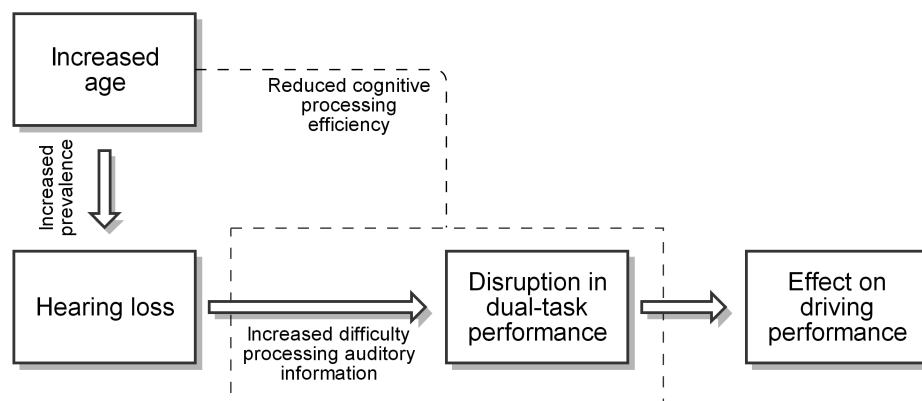 Increased
age
Reduced cognitive
processing
efficiency
Increased
prevalence
Hearing loss
Increased difficulty
processing auditory
information
Disruption in
dual-task
performance
Effect on
driving
performance